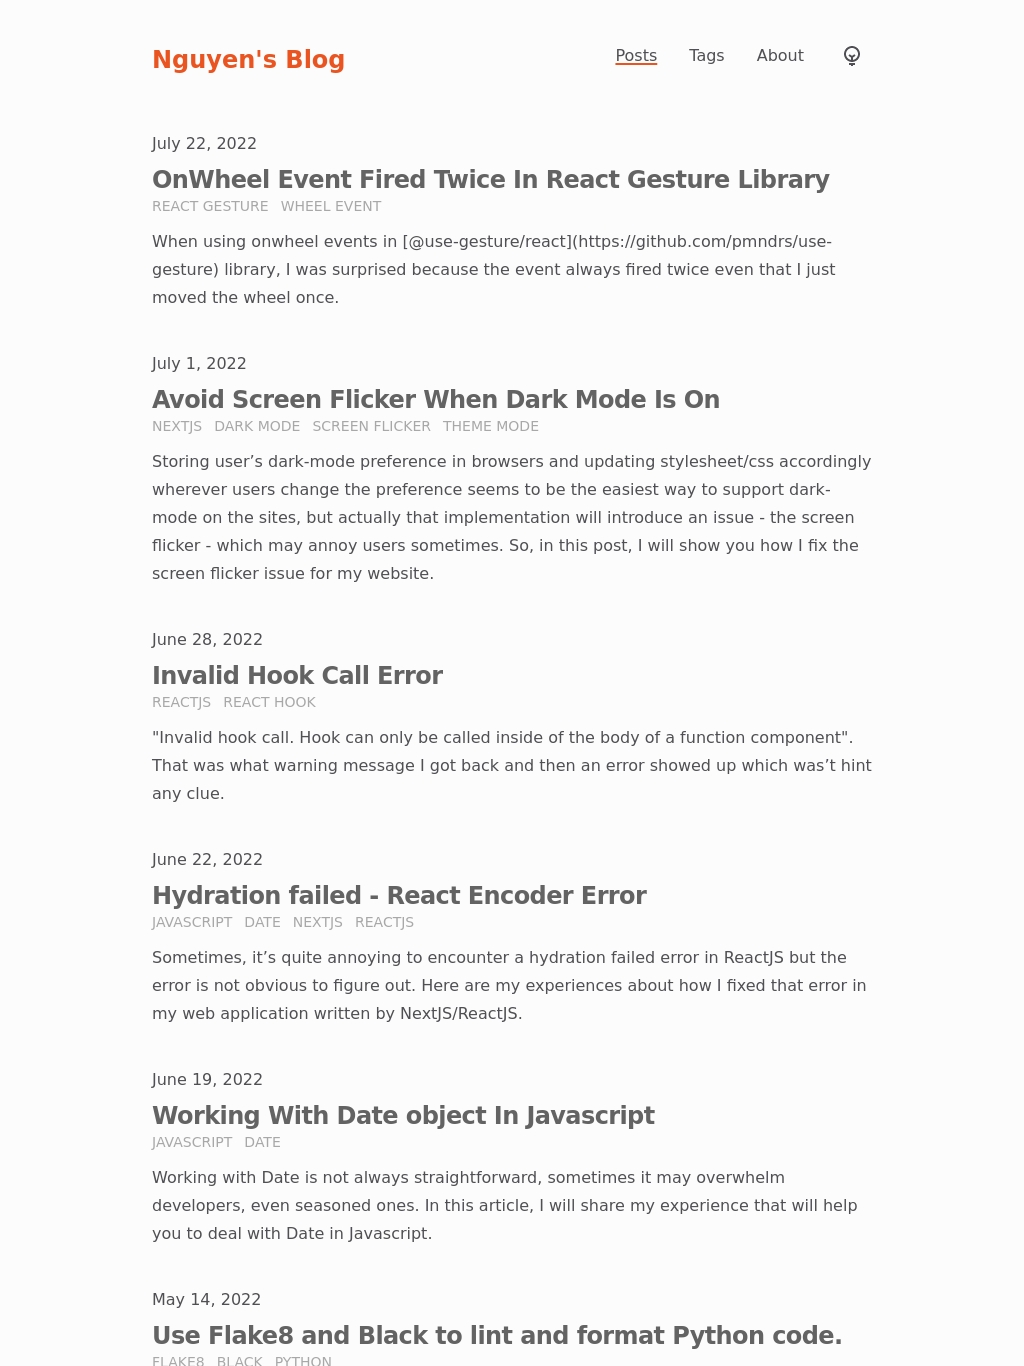 Nguyen's Blog
Posts Tags About
July 22, 2022
OnWheel Event Fired Twice In React Gesture Library
REACT GESTURE WHEEL EVENT
When using onwheel events in [@use-gesture/react](https://github.com/pmndrs/use-
gesture) library, I was surprised because the event always fired twice even that I just
moved the wheel once.
July 1, 2022
Avoid Screen Flicker When Dark Mode Is On
NEXTJS DARK MODE SCREEN FLICKER THEME MODE
Storing user’s dark-mode preference in browsers and updating stylesheet/css accordingly
wherever users change the preference seems to be the easiest way to support dark-
mode on the sites, but actually that implementation will introduce an issue - the screen
flicker - which may annoy users sometimes. So, in this post, I will show you how I fix the
screen flicker issue for my website.
June 28, 2022
Invalid Hook Call Error
REACTJS REACT HOOK
"Invalid hook call. Hook can only be called inside of the body of a function component".
That was what warning message I got back and then an error showed up which was’t hint
any clue.
June 22, 2022
Hydration failed - React Encoder Error
JAVASCRIPT DATE NEXTJS REACTJS
Sometimes, it’s quite annoying to encounter a hydration failed error in ReactJS but the
error is not obvious to figure out. Here are my experiences about how I fixed that error in
my web application written by NextJS/ReactJS.
June 19, 2022
Working With Date object In Javascript
JAVASCRIPT DATE
Working with Date is not always straightforward, sometimes it may overwhelm
developers, even seasoned ones. In this article, I will share my experience that will help
you to deal with Date in Javascript.
May 14, 2022
Use Flake8 and Black to lint and format Python code.
FLAKE8 BLACK PYTHON